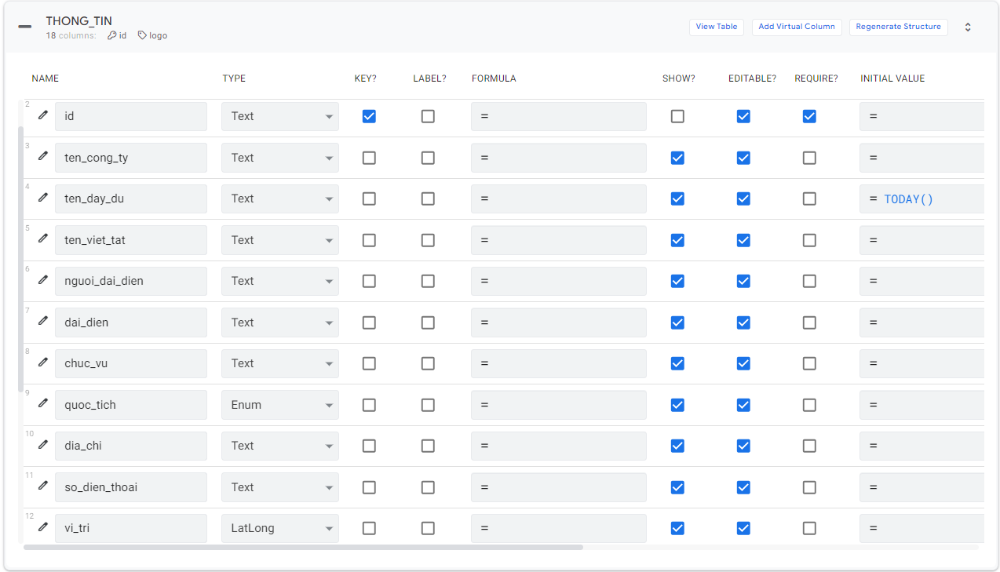 THONG_TIN
18 columns: id logo
View Table Add Virtual Column Regenerate Structure
NAME TYPE KEY? LABEL? FORMULA SHOW? EDITABLE? REQUIRE? INITIAL VALUE
2 id Text = =
3 ten_cong_ty Text = =
4 ten_day_du Text = = TODAY()
5 ten_viet_tat Text = =
6 nguoi_dai_dien Text = =
7 dai_dien Text = =
8 chuc_vu Text = =
9 quoc_tich Enum = =
10 dia_chi Text = =
11 so_dien_thoai Text = =
12 vi_tri LatLong = =